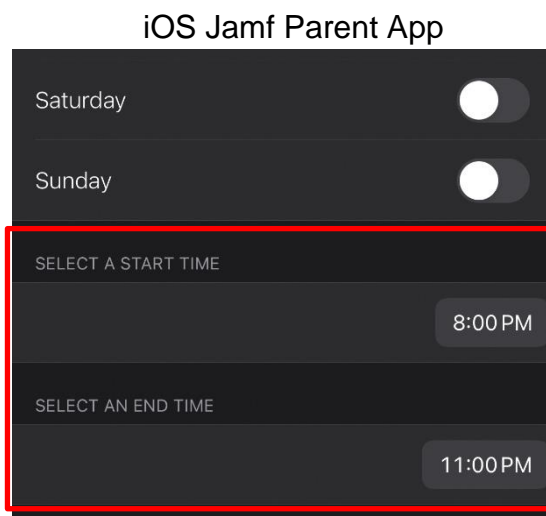 iOS Jamf Parent App
Saturday
Sunday
SELECT A START TIME
8:00 PM
SELECT AN END TIME
11:00 PM